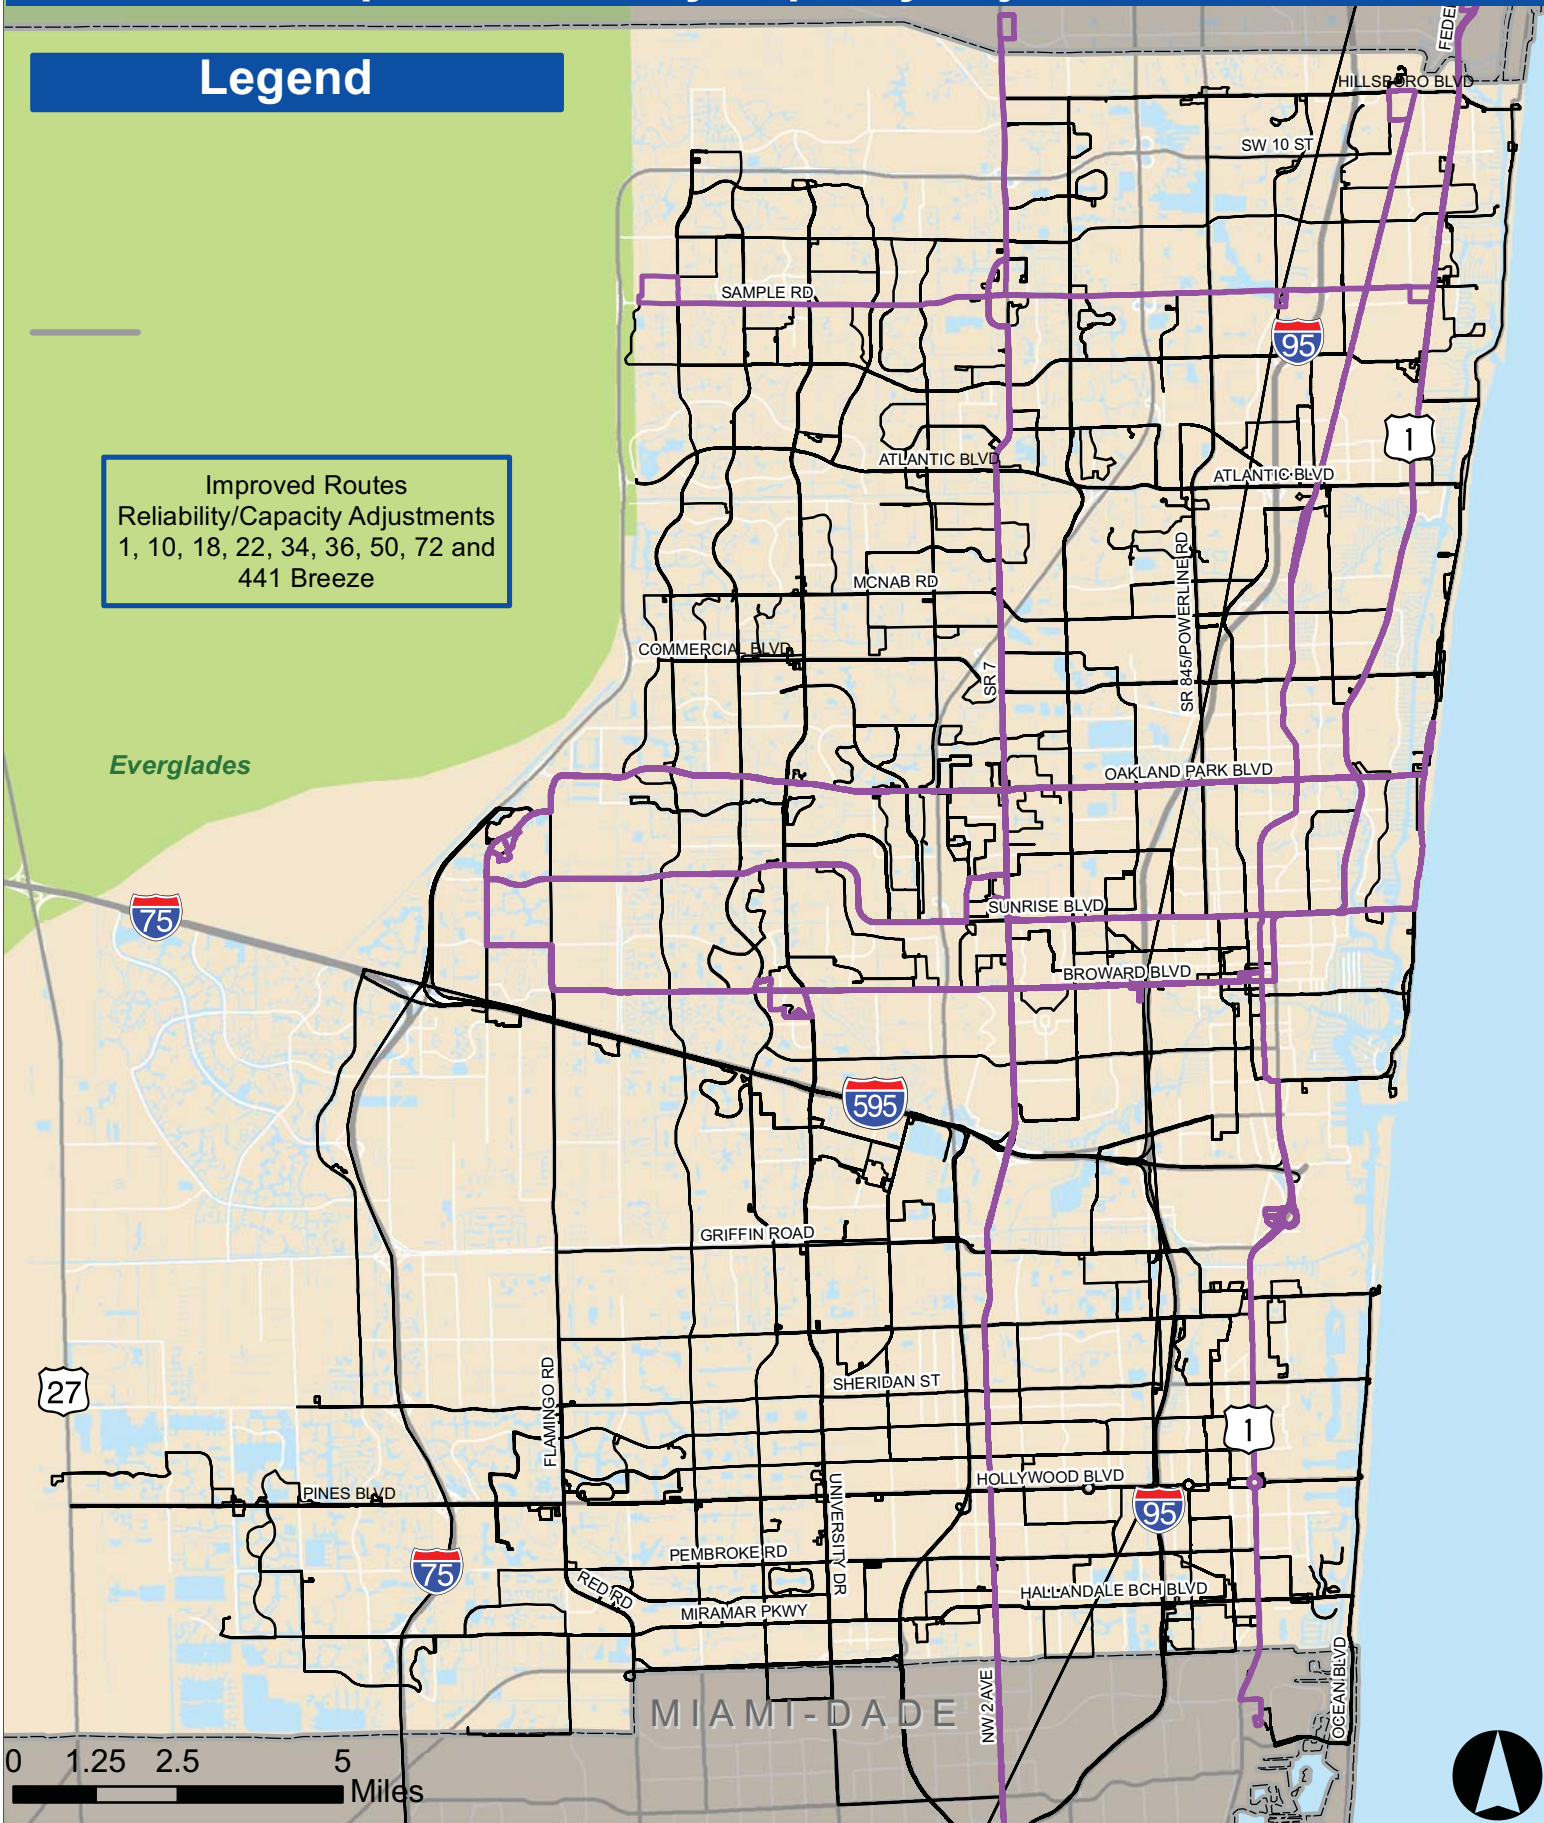 FEDE
Legend
HILLSBORO BLVD
SW 10 ST
SAMPLE RD
95
1
ATLANTIC BLVD
ATLANTIC BLVD
Improved Routes
Reliability/Capacity Adjustments
1, 10, 18, 22, 34, 36, 50, 72 and
441 Breeze
SR 845/POWERLINE RD
MCNAB RD
COMMERCIAL BLVD
SR 7
Everglades
OAKLAND PARK BLVD
75
SUNRISE BLVD
BROWARD BLVD
595
GRIFFIN ROAD
27
FLAMINGO RD
SHERIDAN ST
1
HOLLYWOOD BLVD
PINES BLVD
UNIVERSITY DR
95
75
PEMBROKE RD
RED RD
HALLANDALE BCH BLVD
MIRAMAR PKWY
OCEAN BLVD
NW 2 AVE
MIAMI-DADE
0 1.25 2.5 5
Miles